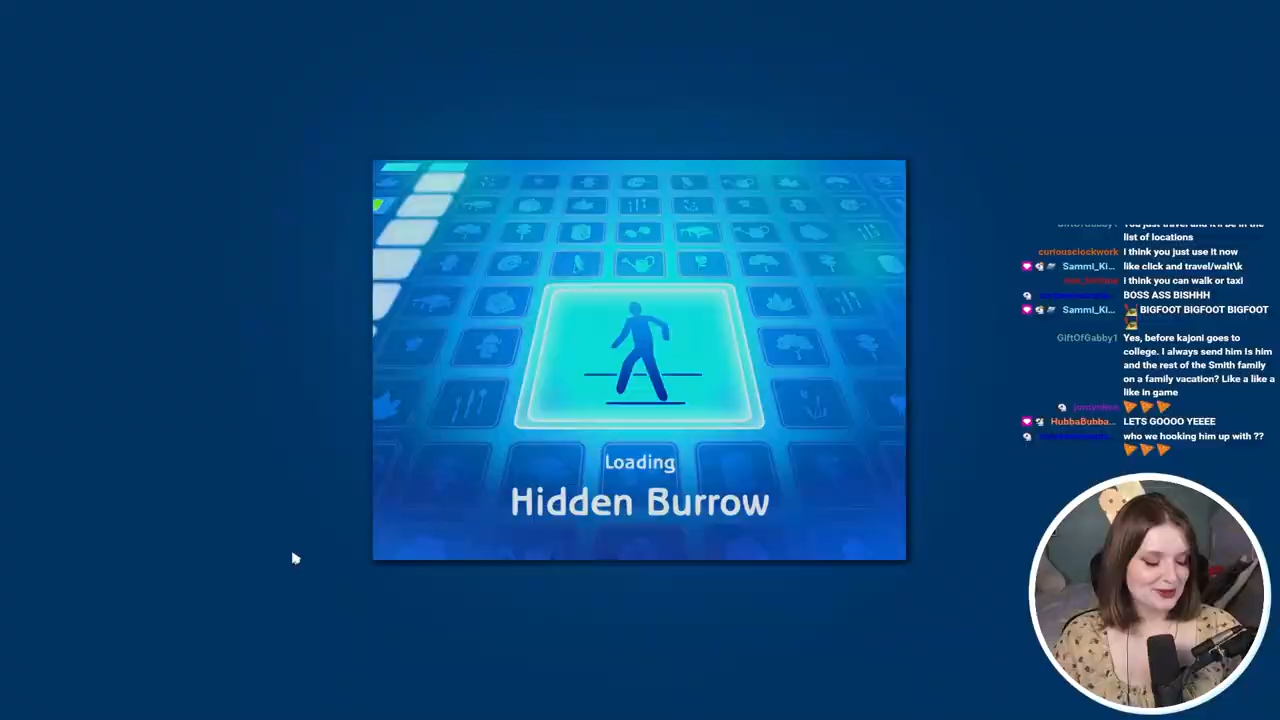 list of locations
curiousclockwork I think you just use it now
Sammi_Ki... like click and travel/walt\k
I think you can walk or taxi
BOSS ASS BISHHH
Sammi_Ki... BIGFOOT BIGFOOT BIGFOOT
GiftOfGabby1 Yes, before kajoni goes to
college. I always send him is him
and the rest of the Smith family
on a family vacation? Like a like a
like in game
HubbaBubba... LETS GOOOO YEEEE
who we hooking him up with ??
Loading
Hidden Burrow